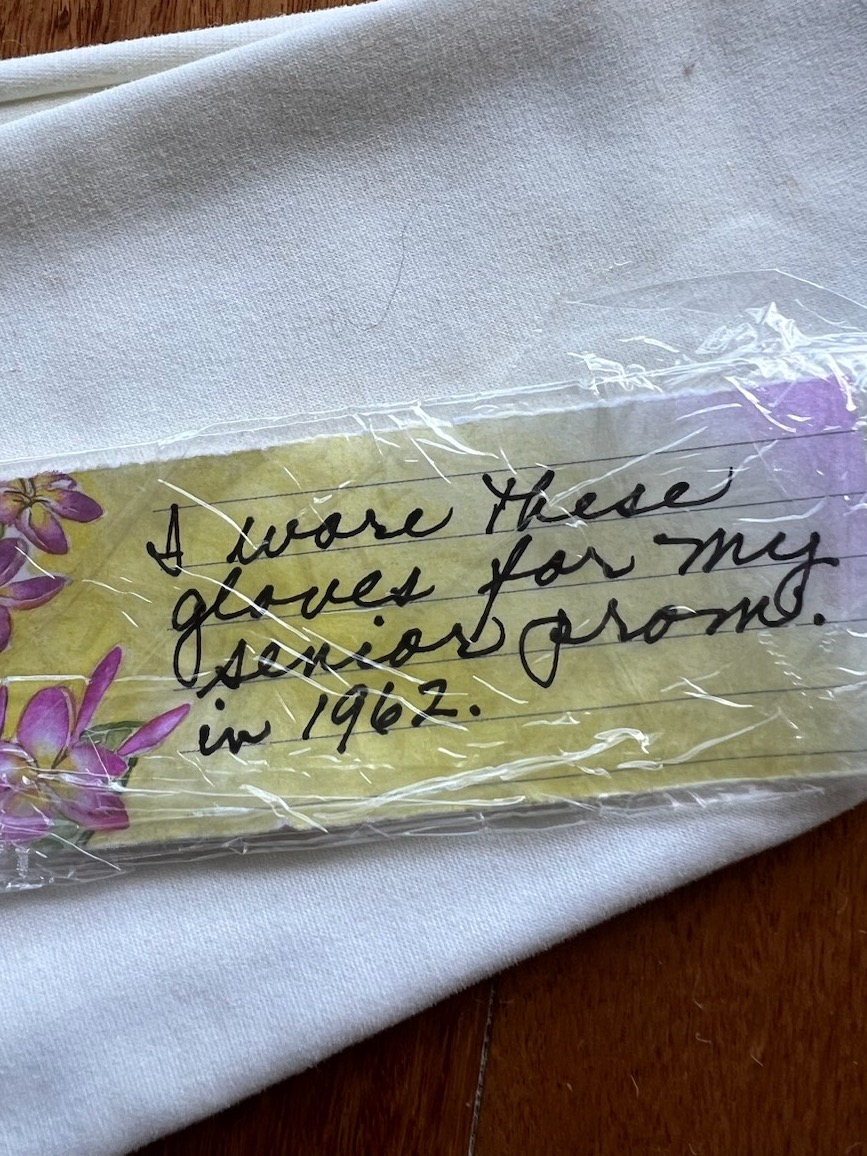 I wore these
gloves for my
senior prom.
in 1962.